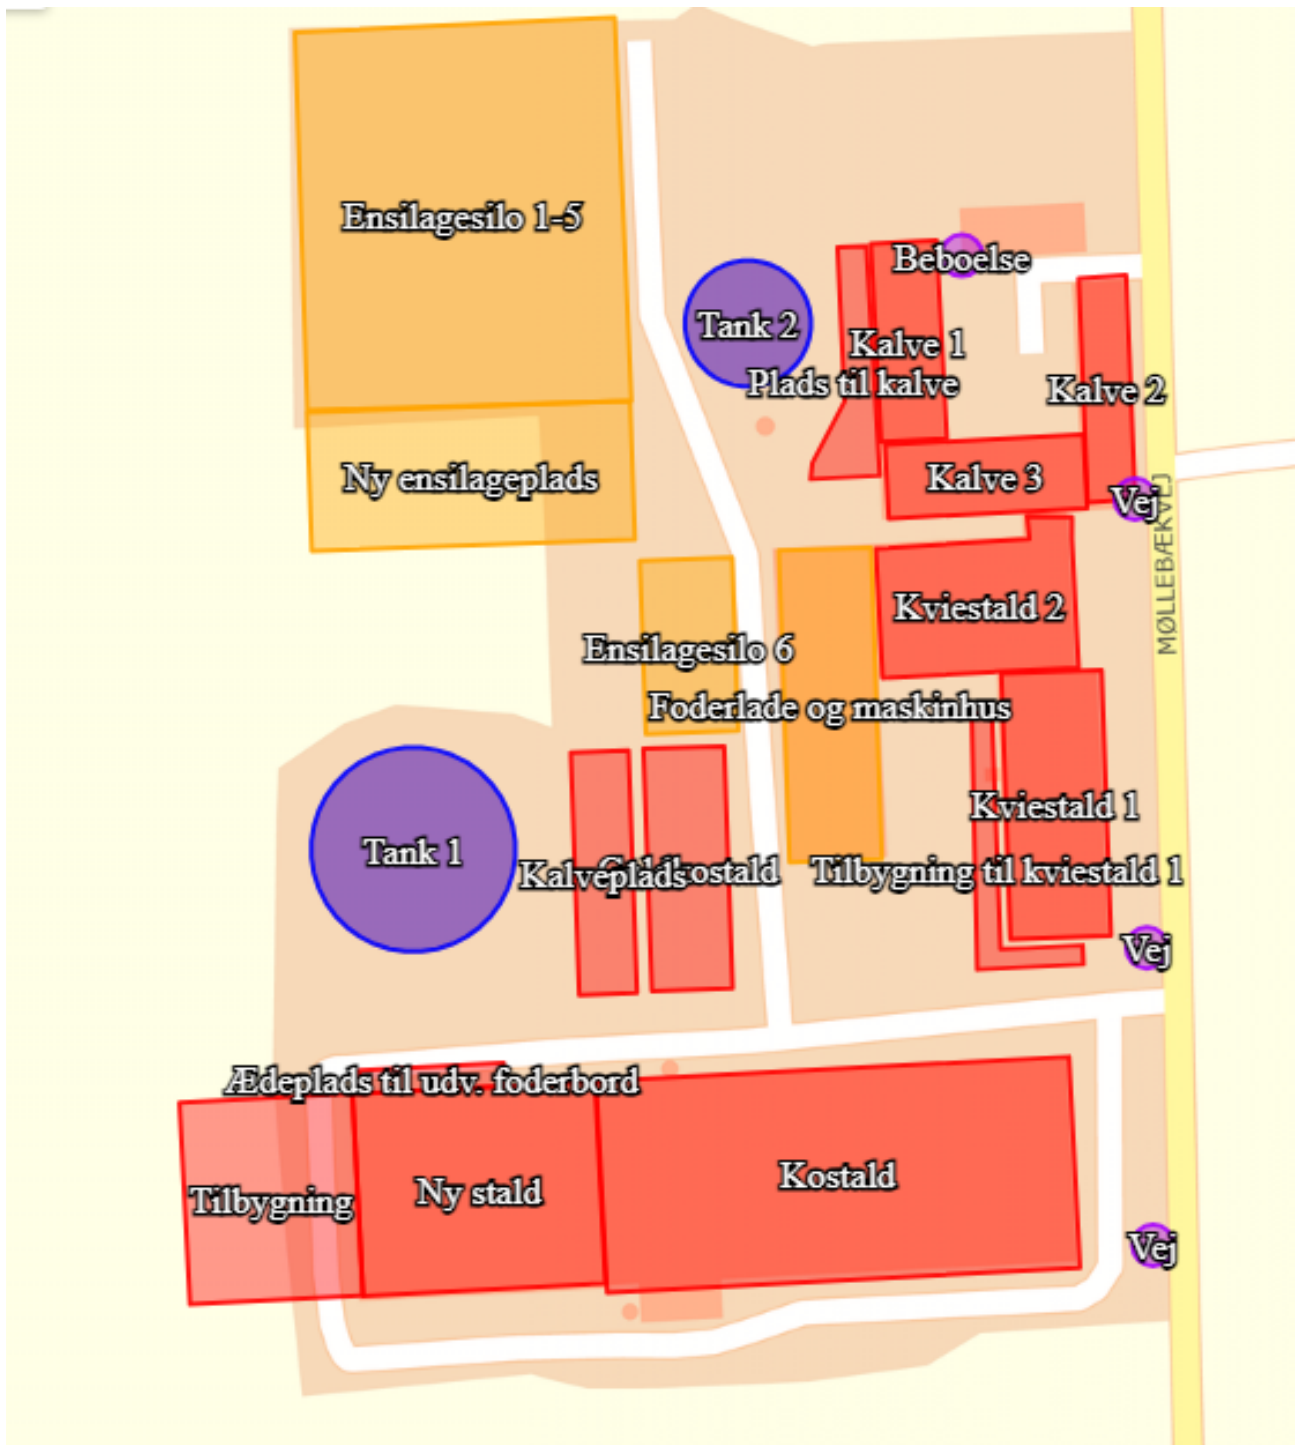 Ensilagesilo 1-5
Beboelse
Tank 2
Kalve 1
Plads til kalve
Kalve 2
Ny ensilageplads
Kalve 3
Vej
MØLLEBÆKVEJ
Kviestald 2
Ensilagesilo 6
Foderlade og maskinhus
Kviestald 1
Tank 1
Kalveplads
Tilbygning til kviestald 1
Vej
Ædeplads til udv. foderbord
Kostald
Ny stald
Tilbygning
Vej